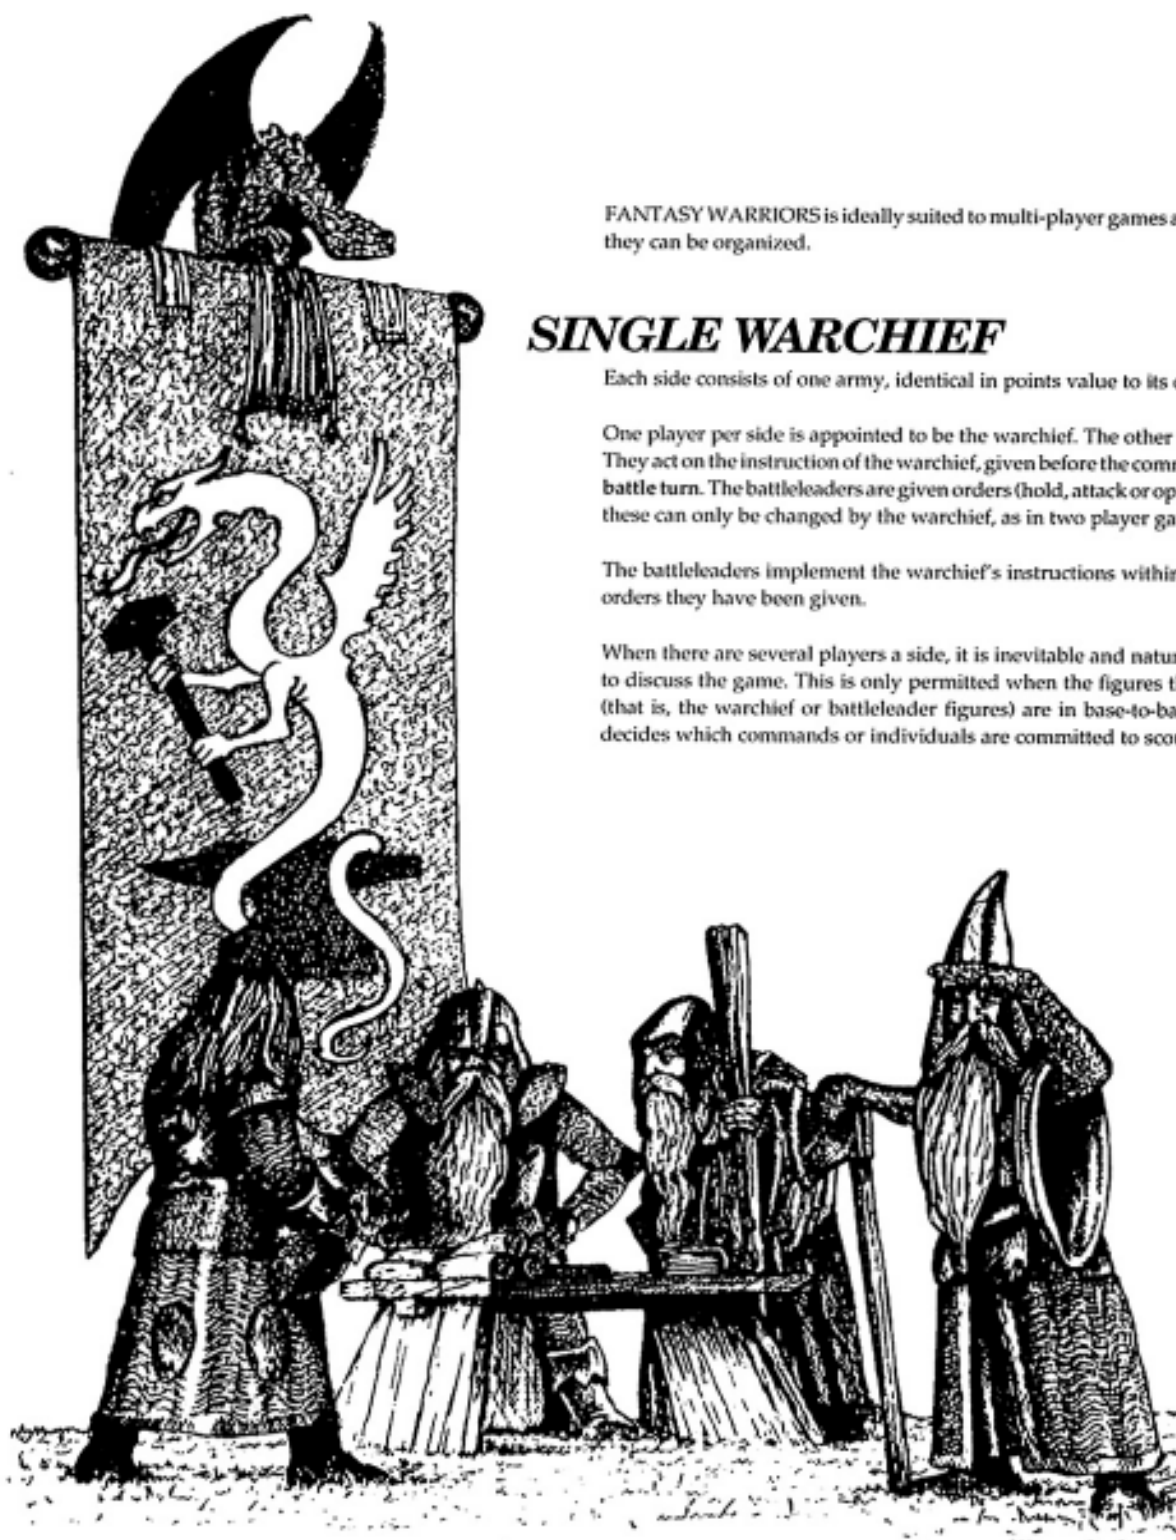 FANTASY WARRIORS is ideally suited to multi-player games a
they can be organized.
SINGLE WARCHIEF
Each side consists of one army, identical in points value to its o
One player per side is appointed to be the warchief. The other
They act on the instruction of the warchief, given before the comm
battle turn. The battleleaders are given orders (hold, attack or op
these can only be changed by the warchief, as in two player ga
The battleleaders implement the warchief's instructions within
orders they have been given.
When there are several players a side, it is inevitable and natur
to discuss the game. This is only permitted when the figures t
(that is, the warchief or battleleader figures) are in base-to-ba
decides which commands or individuals are committed to scou